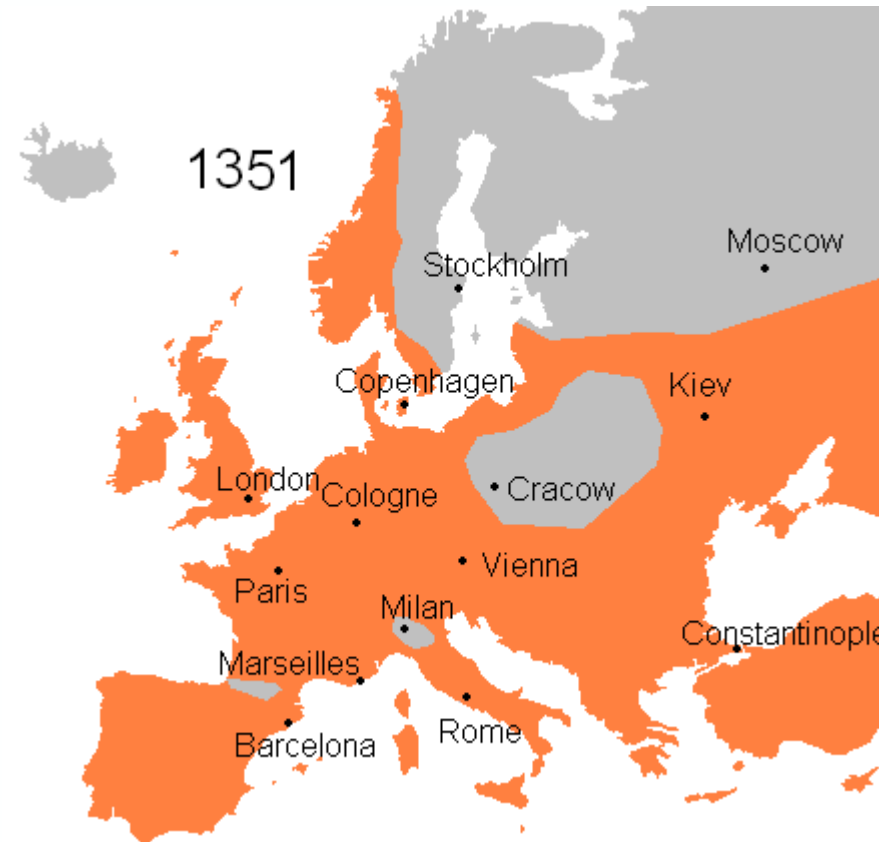 1351
Moscow
Stockholm
Copenhagen
Kiev
London
Cologne
Cracow
Paris
Vienna
Milan
Constantinople
Marseilles
Barcelona
Rome